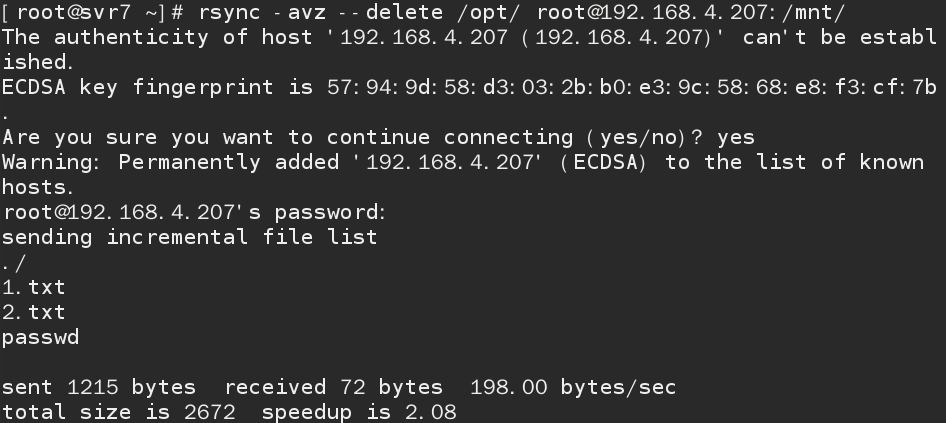 [root@svr7 ~]# rsync -avz --delete /opt/ root@192.168.4.207:/mnt/
The authenticity of host '192.168.4.207 (192.168.4.207)' can't be establ
ished.
ECDSA key fingerprint is 57:94:9d:58:d3:03:2b:b0:e3:9c:58:68:e8:f3:cf:7b
.
Are you sure you want to continue connecting (yes/no)? yes
Warning: Permanently added '192.168.4.207' (ECDSA) to the list of known
hosts.
root@192.168.4.207's password:
sending incremental file list
./
1.txt
2.txt
passwd
sent 1215 bytes  received 72 bytes  198.00 bytes/sec
total size is 2672  speedup is 2.08